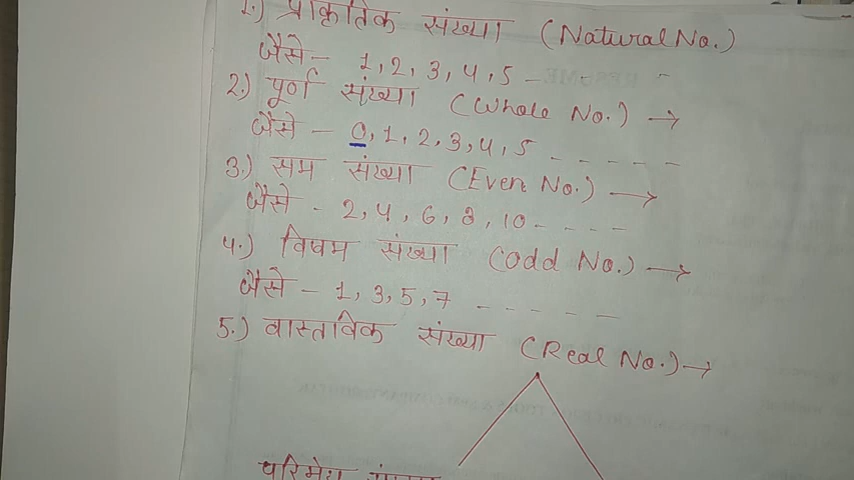 1.) प्राकृतिक संख्या (Natural No.)
जैसे - 1, 2, 3, 4, 5 - - - -
2.) पूर्ण संख्या (Whole No.) →
जैसे - 0, 1, 2, 3, 4, 5 - - - - -
3.) सम संख्या (Even No.) →
जैसे - 2, 4, 6, 8, 10 - - - -
4.) विषम संख्या (Odd No.) →
जैसे - 1, 3, 5, 7 - - - - -
5.) वास्तविक संख्या (Real No.) →
परिमेय संख्या